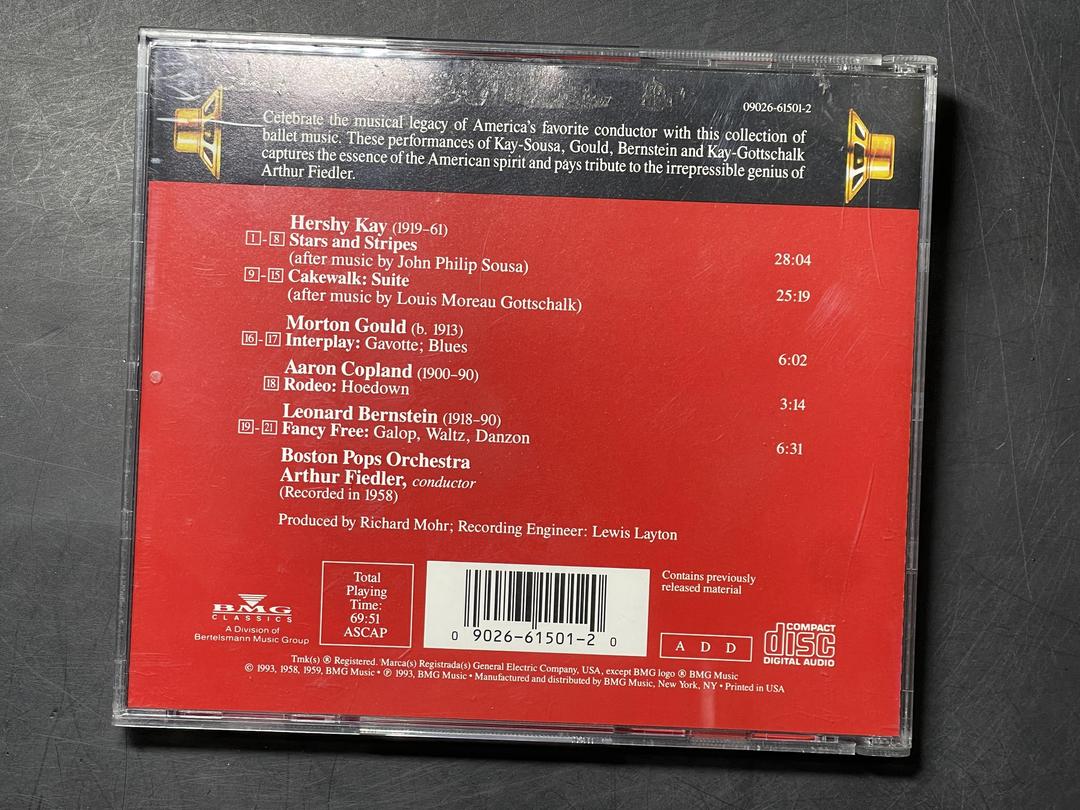 09026-61501-2
Celebrate the musical legacy of America's favorite conductor with this collection of
ballet music. These performances of Kay-Sousa, Gould, Bernstein and Kay-Gottschalk
captures the essence of the American spirit and pays tribute to the irrepressible genius of
Arthur Fiedler.
Hershy Kay (1919–61)
1-8 Stars and Stripes
(after music by John Philip Sousa) 28:04
9-15 Cakewalk: Suite
(after music by Louis Moreau Gottschalk) 25:19
Morton Gould (b. 1913)
16-17 Interplay: Gavotte; Blues 6:02
Aaron Copland (1900–90)
18 Rodeo: Hoedown 3:14
Leonard Bernstein (1918–90)
19-21 Fancy Free: Galop, Waltz, Danzon 6:31
Boston Pops Orchestra
Arthur Fiedler, conductor
(Recorded in 1958)
Produced by Richard Mohr; Recording Engineer: Lewis Layton
BMG
CLASSICS
A Division of
Bertelsmann Music Group
Total
Playing
Time:
69:51
ASCAP
0 9026-61501-2 0
Contains previously
released material
A D D
COMPACT
disc
DIGITAL AUDIO
Tmk(s) ® Registered. Marca(s) Registrada(s) General Electric Company, USA, except BMG logo ® BMG Music
© 1993, 1958, 1959, BMG Music • ℗ 1993, BMG Music • Manufactured and distributed by BMG Music, New York, NY • Printed in USA